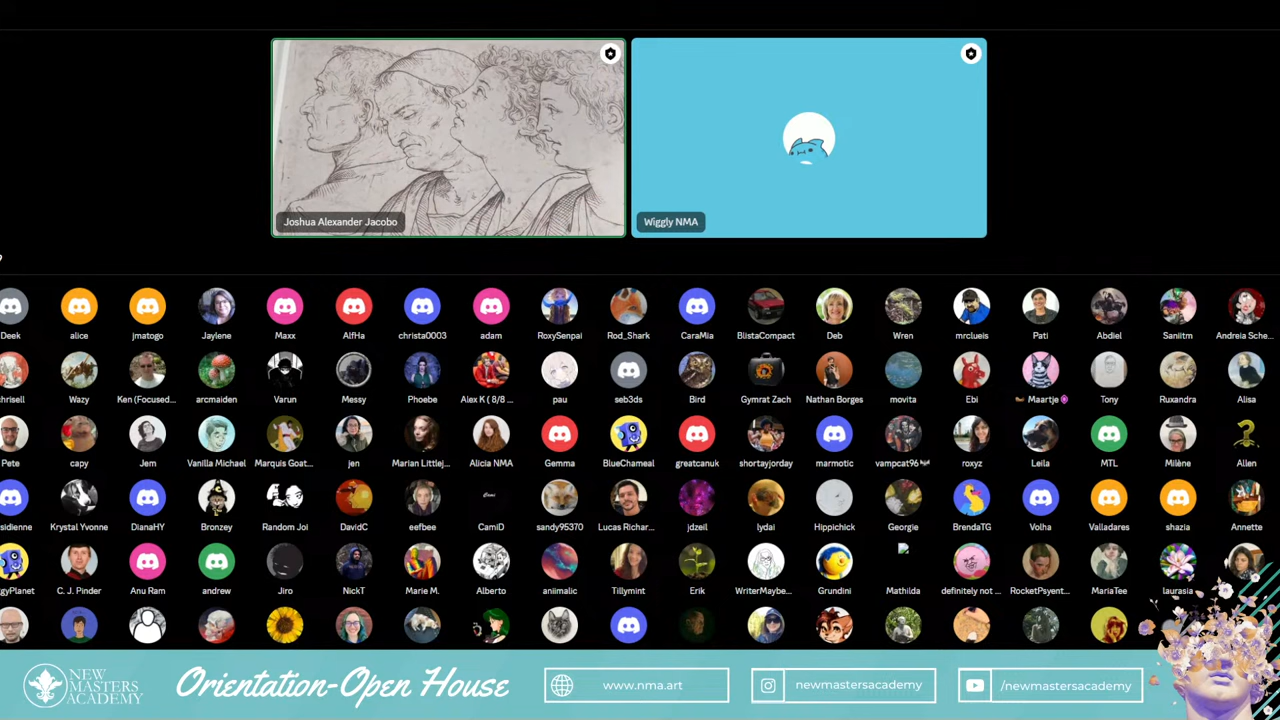 Joshua Alexander Jacobo
Wiggly NMA
Deek alice jmatogo Jaylene Maxx AlfHa christa0003 adam RoxySenpai Rod_Shark CaraMia BlistaCompact Deb Wren mrclueis Pati Abdiel Saniitm Andreia Sche...
hrisell Wazy Ken (Focused... arcmaiden Varun Messy Phoebe Alex K ( 8/8 ... pau seb3ds Bird Gymrat Zach Nathan Borges movita Ebi Maartje Tony Ruxandra Alisa
Pete capy Jem Vanilla Michael Marquis Goat... jen Marian Littlej... Alicia NMA Gemma BlueChameal greatcanuk shortayjorday marmotic vampcat96 roxyz Leila MTL Milène Allen
sidienne Krystal Yvonne DianaHY Bronzey Random Joi DavidC eefbee CamiD sandy95370 Lucas Richar... jdzeil lydai Hippichick Georgie BrendaTG Volha Valladares shazia Annette
gyPlanet C. J. Pinder Anu Ram andrew Jiro NickT Marie M. Alberto aniimalic Tillymint Erik WriterMaybe... Grundini Mathilda definitely not ... RocketPsyent... MariaTee laurasia
NEW MASTERS ACADEMY
Orientation-Open House
www.nma.art
newmastersacademy
/newmastersacademy